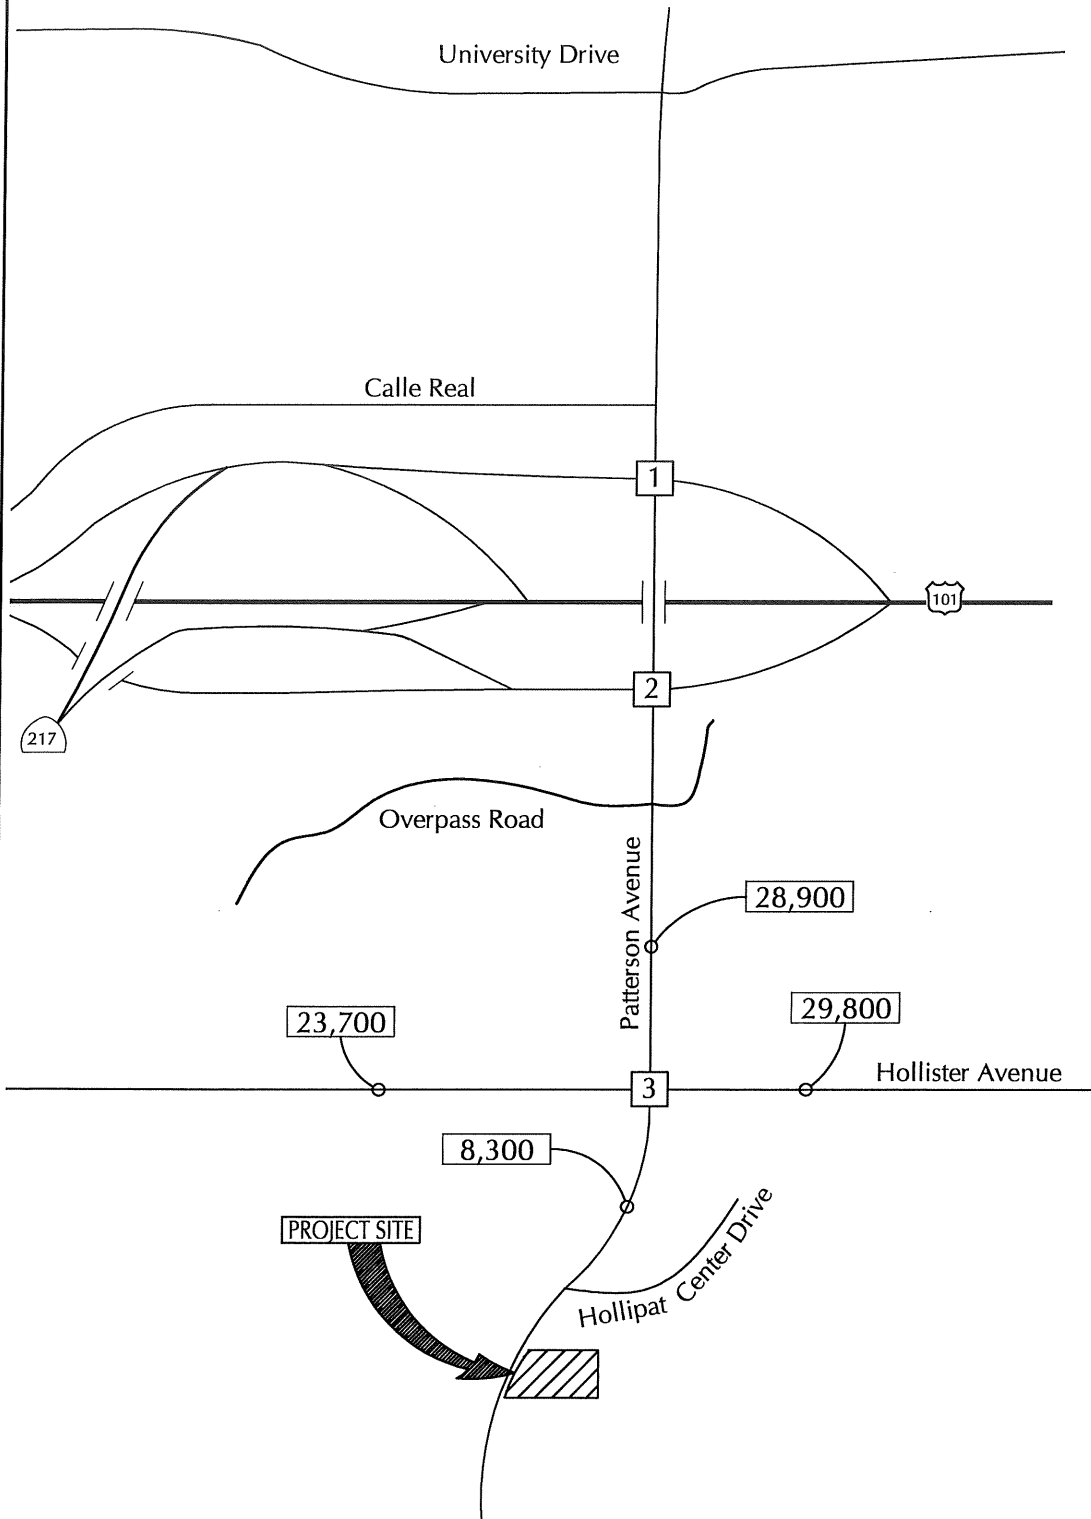 University Drive
Calle Real
1
101
2
217
Overpass Road
Patterson Avenue
28,900
23,700
29,800
Hollister Avenue
3
8,300
PROJECT SITE
Hollipat Center Drive